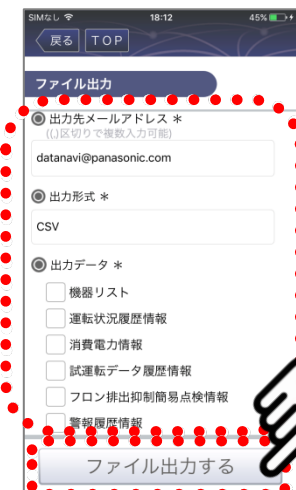 SIMなし 18:12 45%
戻る TOP
ファイル出力
出力先メールアドレス *
((,)区切りで複数入力可能)
datanavi@panasonic.com
出力形式 *
CSV
出力データ *
機器リスト
運転状況履歴情報
消費電力情報
試運転データ履歴情報
フロン排出抑制簡易点検情報
警報履歴情報
ファイル出力する